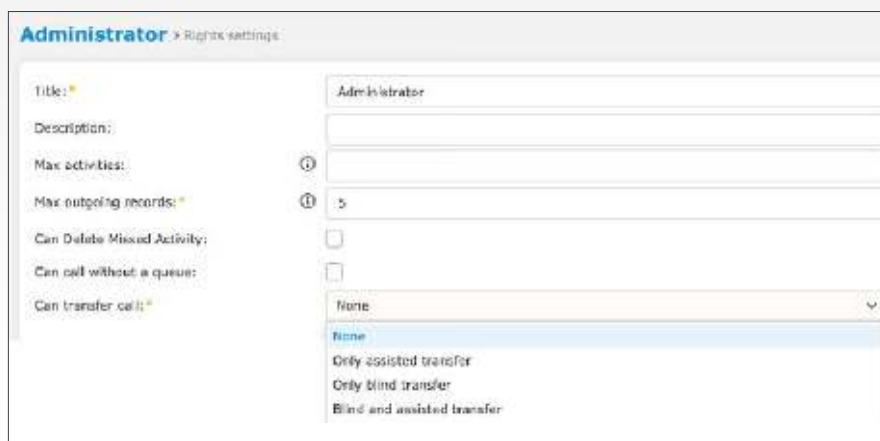 Administrator › Rights settings
Title:* Administrator
Description:
Max activities:
Max outgoing records:* 5
Can Delete Missed Activity:
Can call without a queue:
Can transfer call:* None
None
Only assisted transfer
Only blind transfer
Blind and assisted transfer